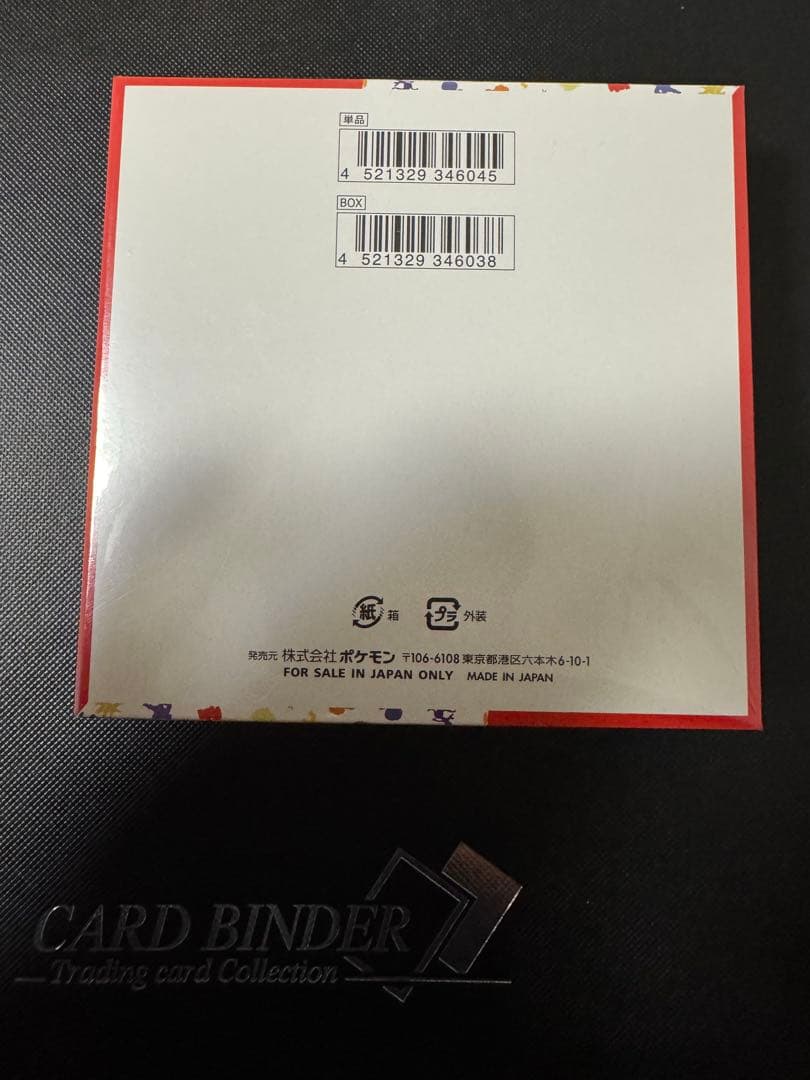 単品
4 521329 346045
BOX
4 521329 346038
紙 箱 プラ 外装
発売元 株式会社ポケモン 〒106-6108 東京都港区六本木6-10-1
FOR SALE IN JAPAN ONLY MADE IN JAPAN
CARD BINDER
Trading card Collection